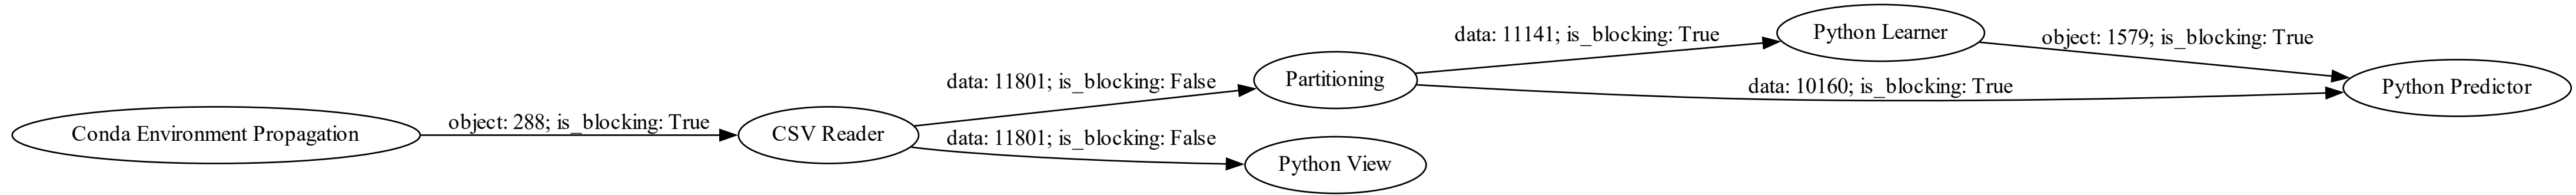 Conda Environment Propagation
object: 288; is_blocking: True
CSV Reader
data: 11801; is_blocking: False
Partitioning
data: 11801; is_blocking: False
Python View
data: 11141; is_blocking: True
Python Learner
data: 10160; is_blocking: True
object: 1579; is_blocking: True
Python Predictor